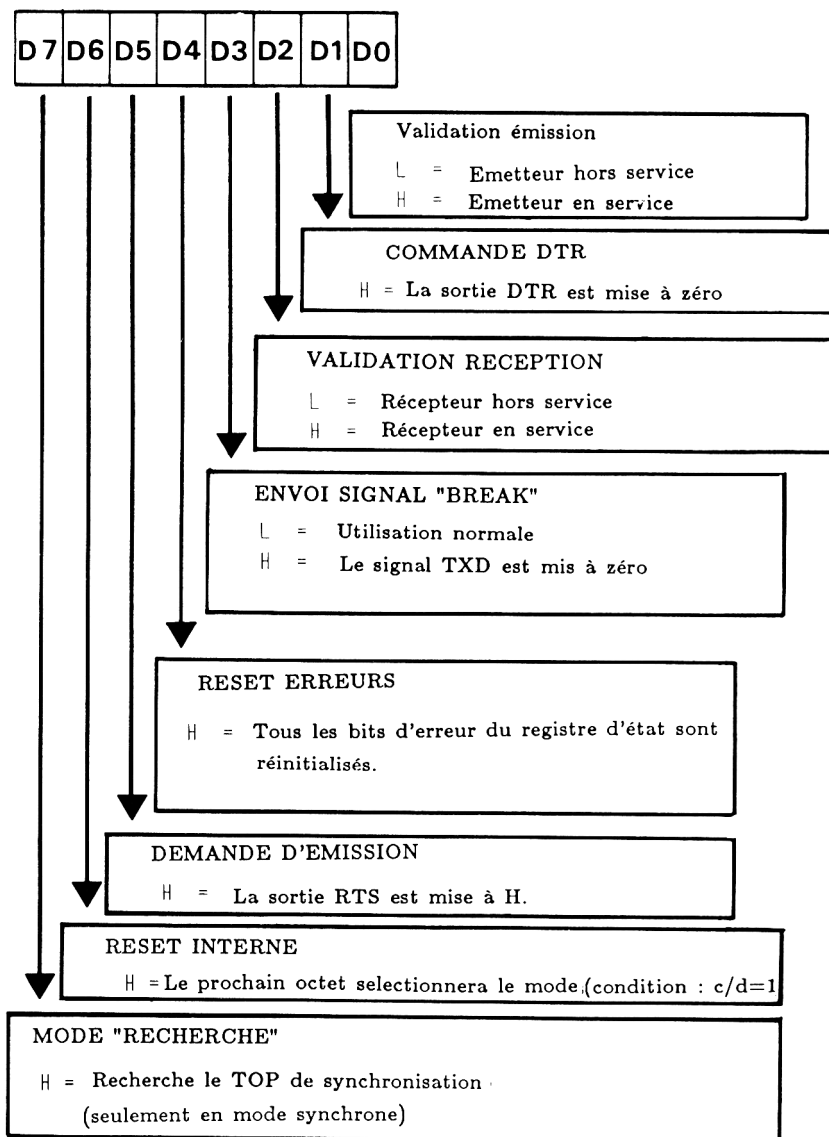 D7 D6 D5 D4 D3 D2 D1 D0
Validation émission
L = Emetteur hors service
H = Emetteur en service
COMMANDE DTR
H = La sortie DTR est mise à zéro
VALIDATION RECEPTION
L = Récepteur hors service
H = Récepteur en service
ENVOI SIGNAL "BREAK"
L = Utilisation normale
H = Le signal TXD est mis à zéro
RESET ERREURS
H = Tous les bits d'erreur du registre d'état sont
réinitialisés.
DEMANDE D'EMISSION
H = La sortie RTS est mise à H.
RESET INTERNE
H = Le prochain octet selectionnera le mode (condition : c/d=1
MODE "RECHERCHE"
H = Recherche le TOP de synchronisation
(seulement en mode synchrone)